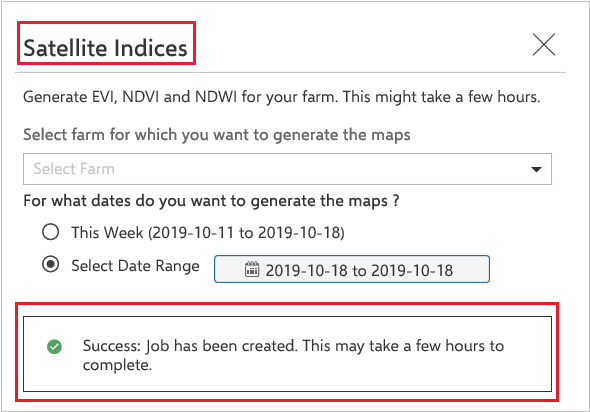 Satellite Indices
Generate EVI, NDVI and NDWI for your farm. This might take a few hours.
Select farm for which you want to generate the maps
Select Farm
For what dates do you want to generate the maps ?
This Week (2019-10-11 to 2019-10-18)
Select Date Range
2019-10-18 to 2019-10-18
Success: Job has been created. This may take a few hours to
complete.